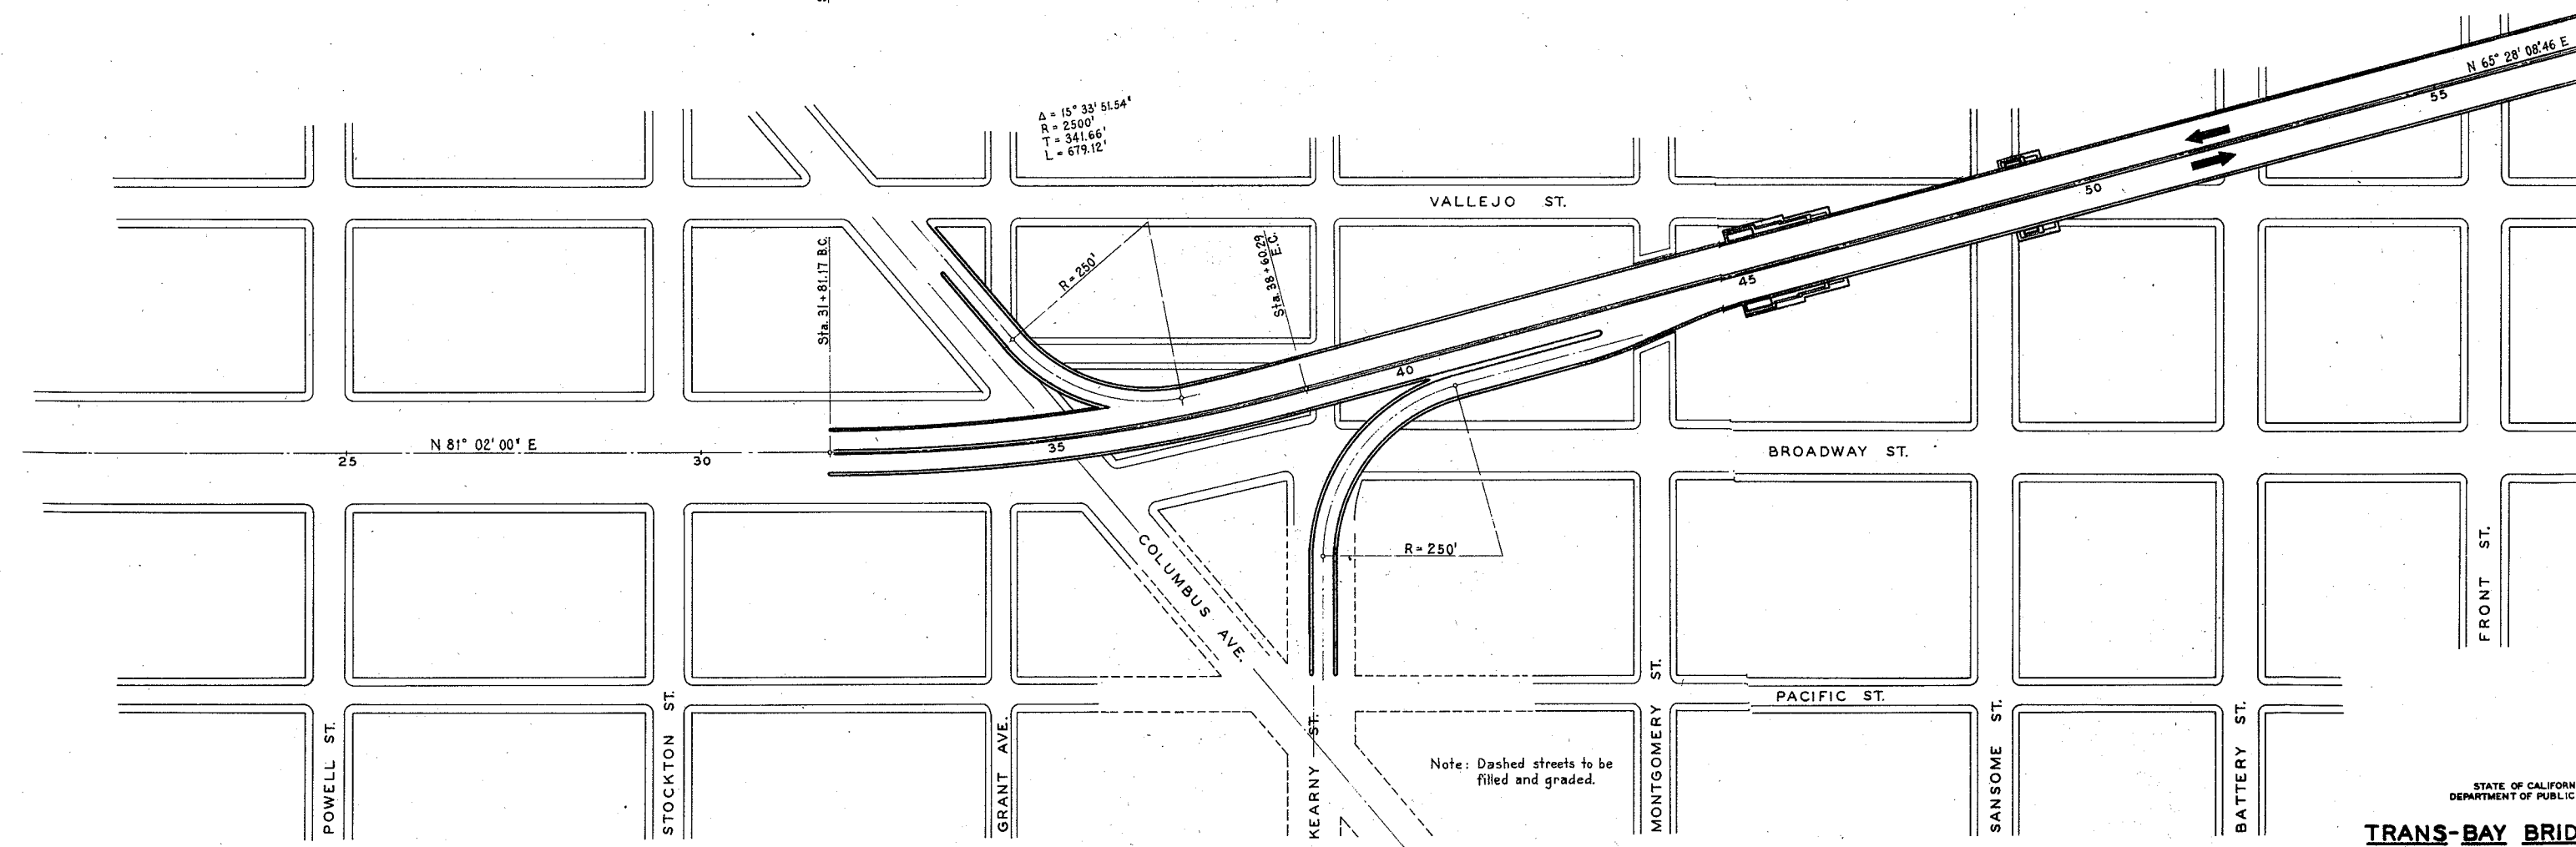 Δ = 15° 33' 51.54"
R = 2500'
T = 341.66'
L = 679.12'
N 65° 28' 08.46 E
55
50
45
40
35
30
25
VALLEJO ST.
Sta. 31 + 81.17 B.C.
R = 250'
Sta. 38 + 60.29
E.C.
N 81° 02' 00" E
BROADWAY ST.
R = 250'
COLUMBUS AVE.
FRONT ST.
PACIFIC ST.
POWELL ST.
STOCKTON ST.
GRANT AVE.
KEARNY ST.
MONTGOMERY ST.
SANSOME ST.
BATTERY ST.
Note: Dashed streets to be
filled and graded.
STATE OF CALIFORN
DEPARTMENT OF PUBLIC
TRANS-BAY BRID